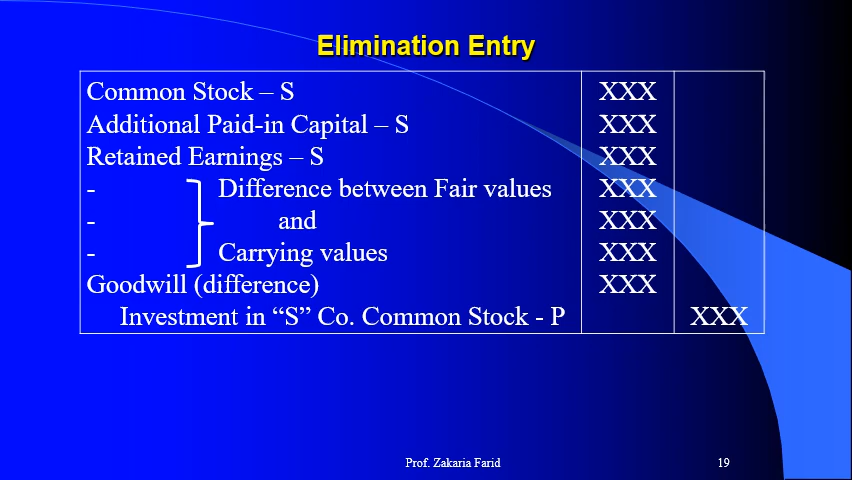 Elimination Entry
Common Stock – S XXX
Additional Paid-in Capital – S XXX
Retained Earnings – S XXX
- Difference between Fair values XXX
- and XXX
- Carrying values XXX
Goodwill (difference) XXX
Investment in “S” Co. Common Stock - P XXX
Prof. Zakaria Farid 19